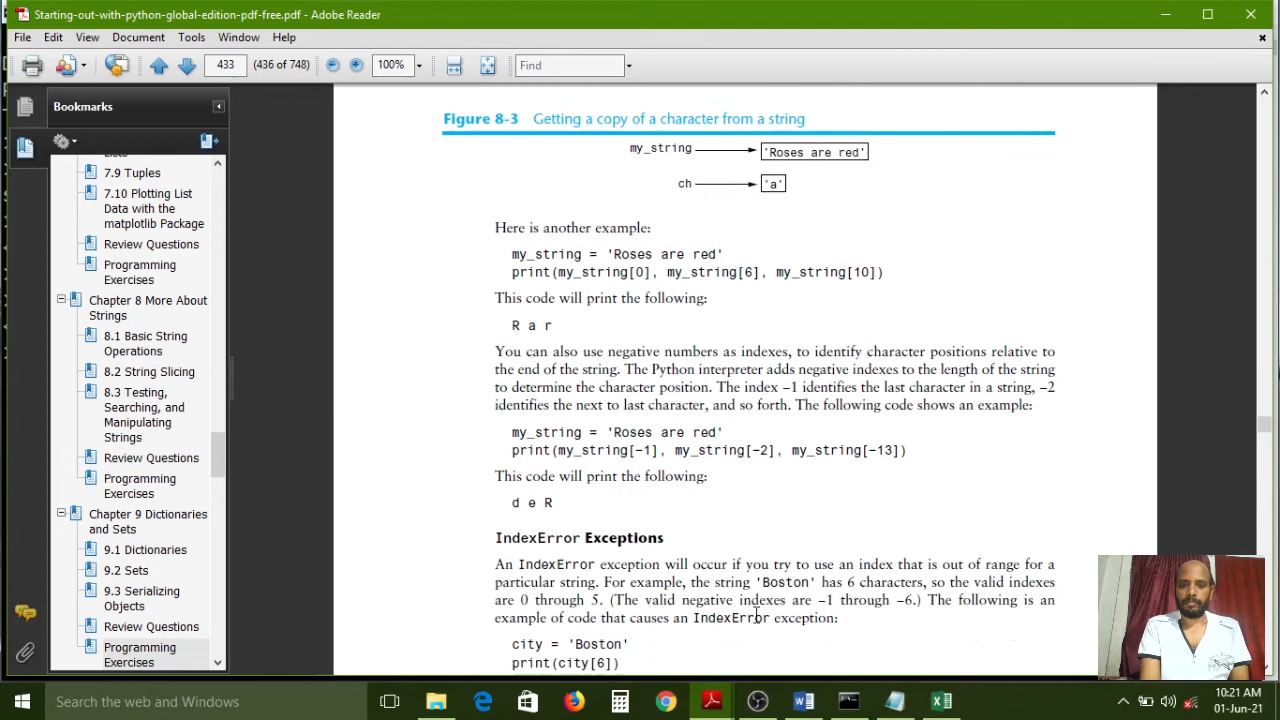 Starting-out-with-python-global-edition-pdf-free.pdf - Adobe Reader
File Edit View Document Tools Window Help
433 (436 of 748) 100% Find
Bookmarks
Lists
7.9 Tuples
7.10 Plotting List
Data with the
matplotlib Package
Review Questions
Programming
Exercises
Chapter 8 More About
Strings
8.1 Basic String
Operations
8.2 String Slicing
8.3 Testing,
Searching, and
Manipulating
Strings
Review Questions
Programming
Exercises
Chapter 9 Dictionaries
and Sets
9.1 Dictionaries
9.2 Sets
9.3 Serializing
Objects
Review Questions
Programming
Exercises
Figure 8-3 Getting a copy of a character from a string
my_string 'Roses are red'
ch 'a'
Here is another example:
my_string = 'Roses are red'
print(my_string[0], my_string[6], my_string[10])
This code will print the following:
R a r
You can also use negative numbers as indexes, to identify character positions relative to
the end of the string. The Python interpreter adds negative indexes to the length of the string
to determine the character position. The index −1 identifies the last character in a string, −2
identifies the next to last character, and so forth. The following code shows an example:
my_string = 'Roses are red'
print(my_string[−1], my_string[−2], my_string[−13])
This code will print the following:
d e R
IndexError Exceptions
An IndexError exception will occur if you try to use an index that is out of range for a
particular string. For example, the string 'Boston' has 6 characters, so the valid indexes
are 0 through 5. (The valid negative indexes are −1 through −6.) The following is an
example of code that causes an IndexError exception:
city = 'Boston'
print(city[6])
Search the web and Windows
10:21 AM
01-Jun-21